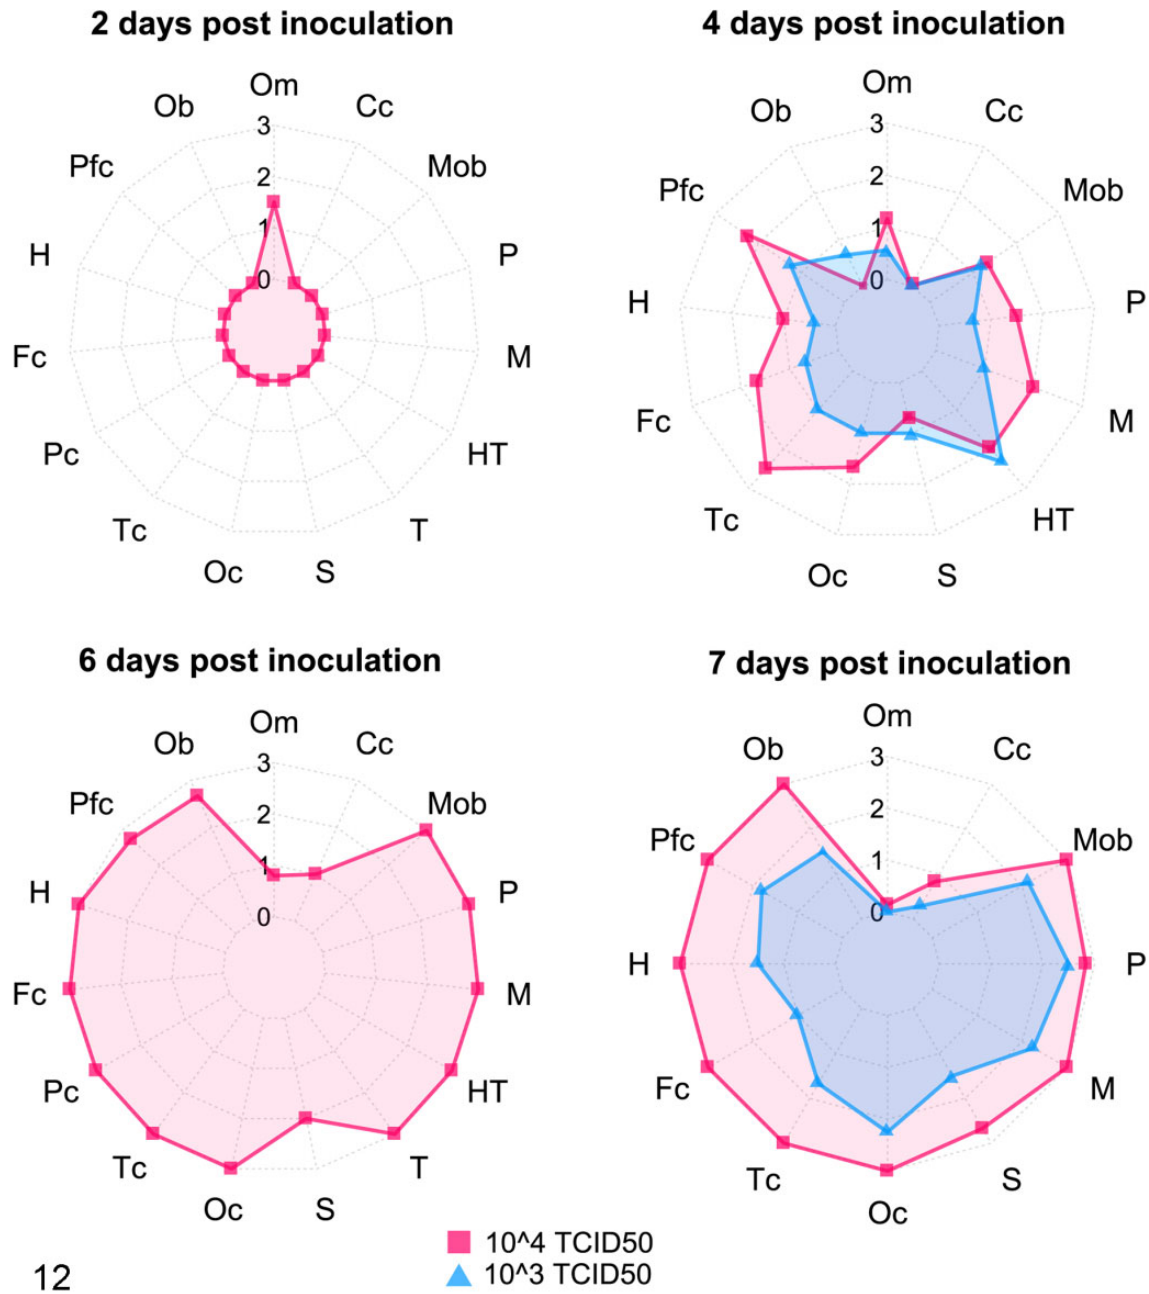 2 days post inoculation
Om
Cc
Mob
P
M
HT
T
S
Oc
Tc
Pc
Fc
H
Pfc
Ob
3
2
1
0
4 days post inoculation
Om
Cc
Mob
P
M
HT
S
Oc
Tc
Fc
H
Pfc
Ob
3
2
1
0
6 days post inoculation
Om
Cc
Mob
P
M
HT
T
S
Oc
Tc
Pc
Fc
H
Pfc
Ob
3
2
1
0
7 days post inoculation
Om
Cc
Mob
P
M
S
Oc
Tc
Fc
H
Pfc
Ob
3
2
1
0
10^4 TCID50
10^3 TCID50
12